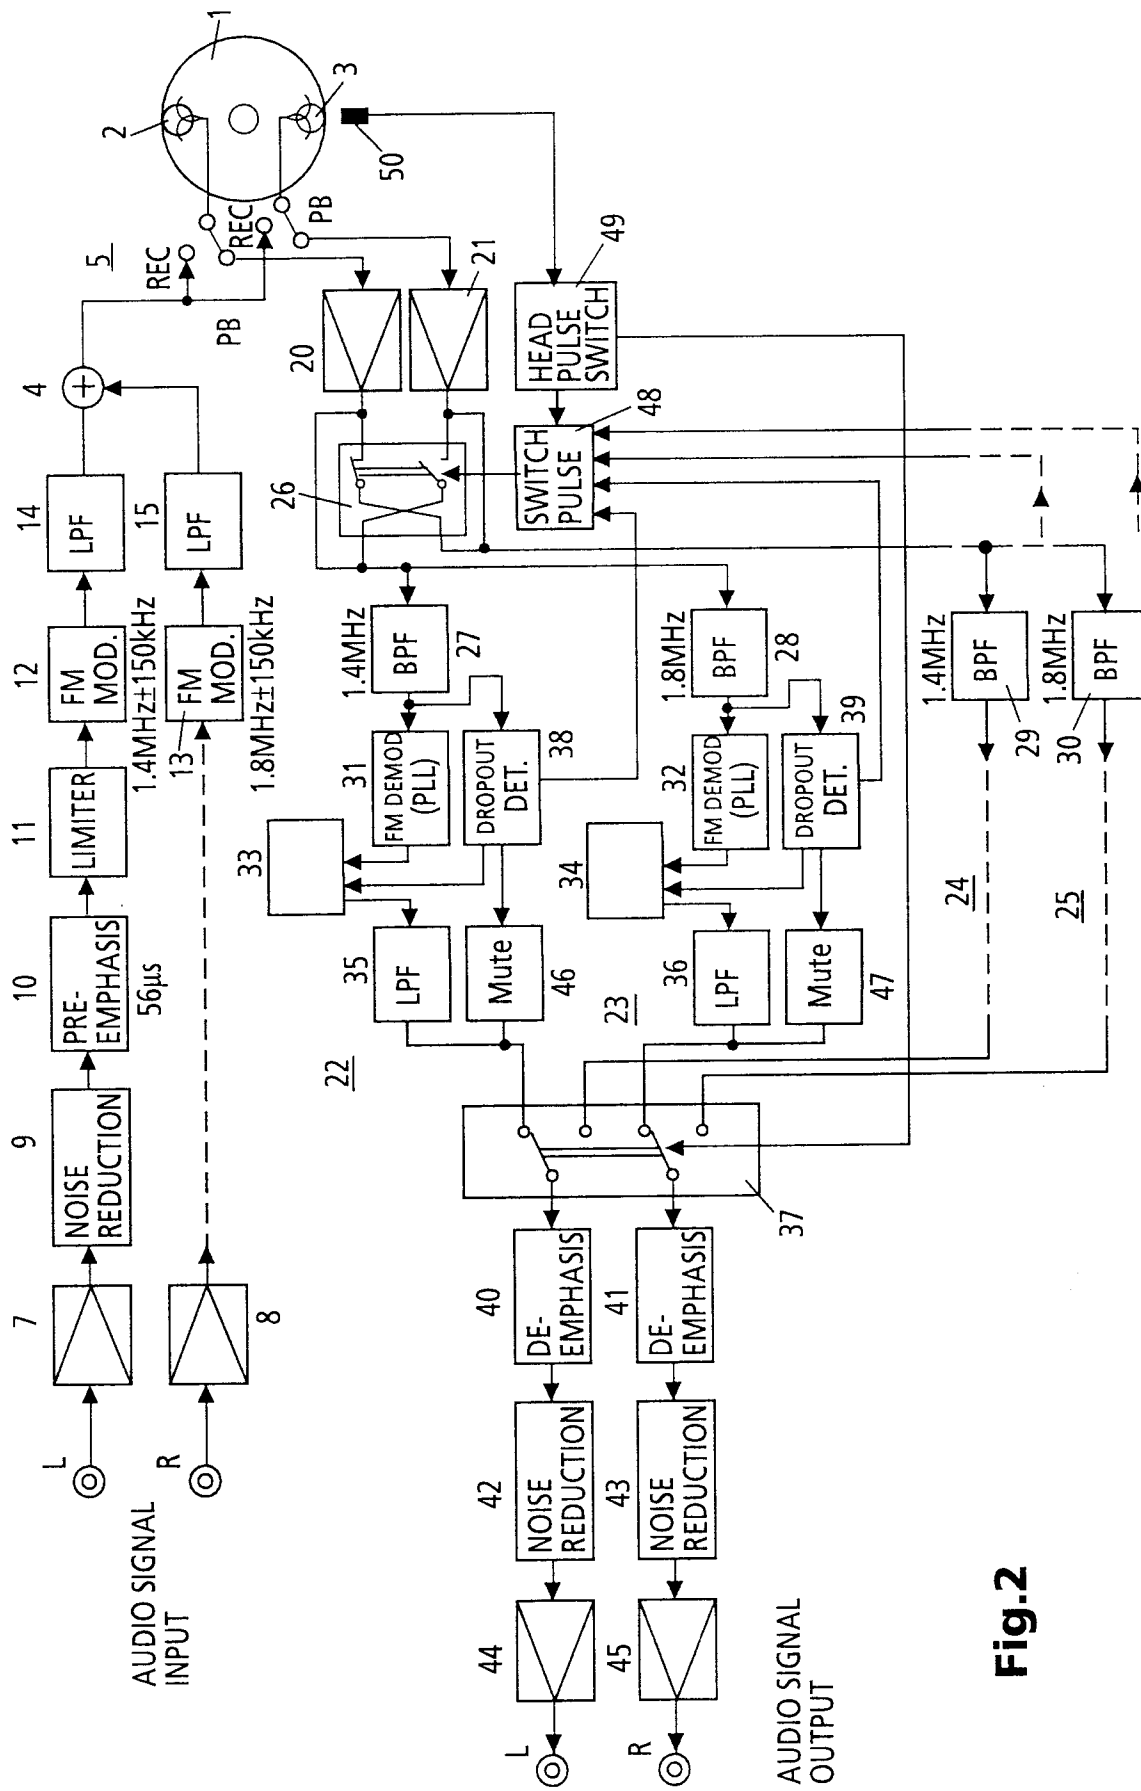 AUDIO SIGNAL
INPUT
L
R
7
8
9
NOISE
REDUCTION
10
PRE-
EMPHASIS
56µs
11
LIMITER
12
FM
MOD.
1.4MHz±150kHz
13
FM
MOD.
1.8MHz±150kHz
14
LPF
15
LPF
4
5
REC
PB
REC
PB
1
2
3
50
20
21
26
HEAD
PULSE
SWITCH
49
SWITCH
PULSE
48
1.4MHz
BPF
27
1.8MHz
BPF
28
1.4MHz
BPF
29
1.8MHz
BPF
30
31
FM DEMOD
(PLL)
DROPOUT
DET.
38
32
FM DEMOD
(PLL)
DROPOUT
DET.
39
33
34
35
LPF
Mute
46
36
LPF
Mute
47
22
23
24
25
37
40
DE-
EMPHASIS
41
DE-
EMPHASIS
42
NOISE
REDUCTION
43
NOISE
REDUCTION
44
45
L
R
AUDIO SIGNAL
OUTPUT
Fig.2